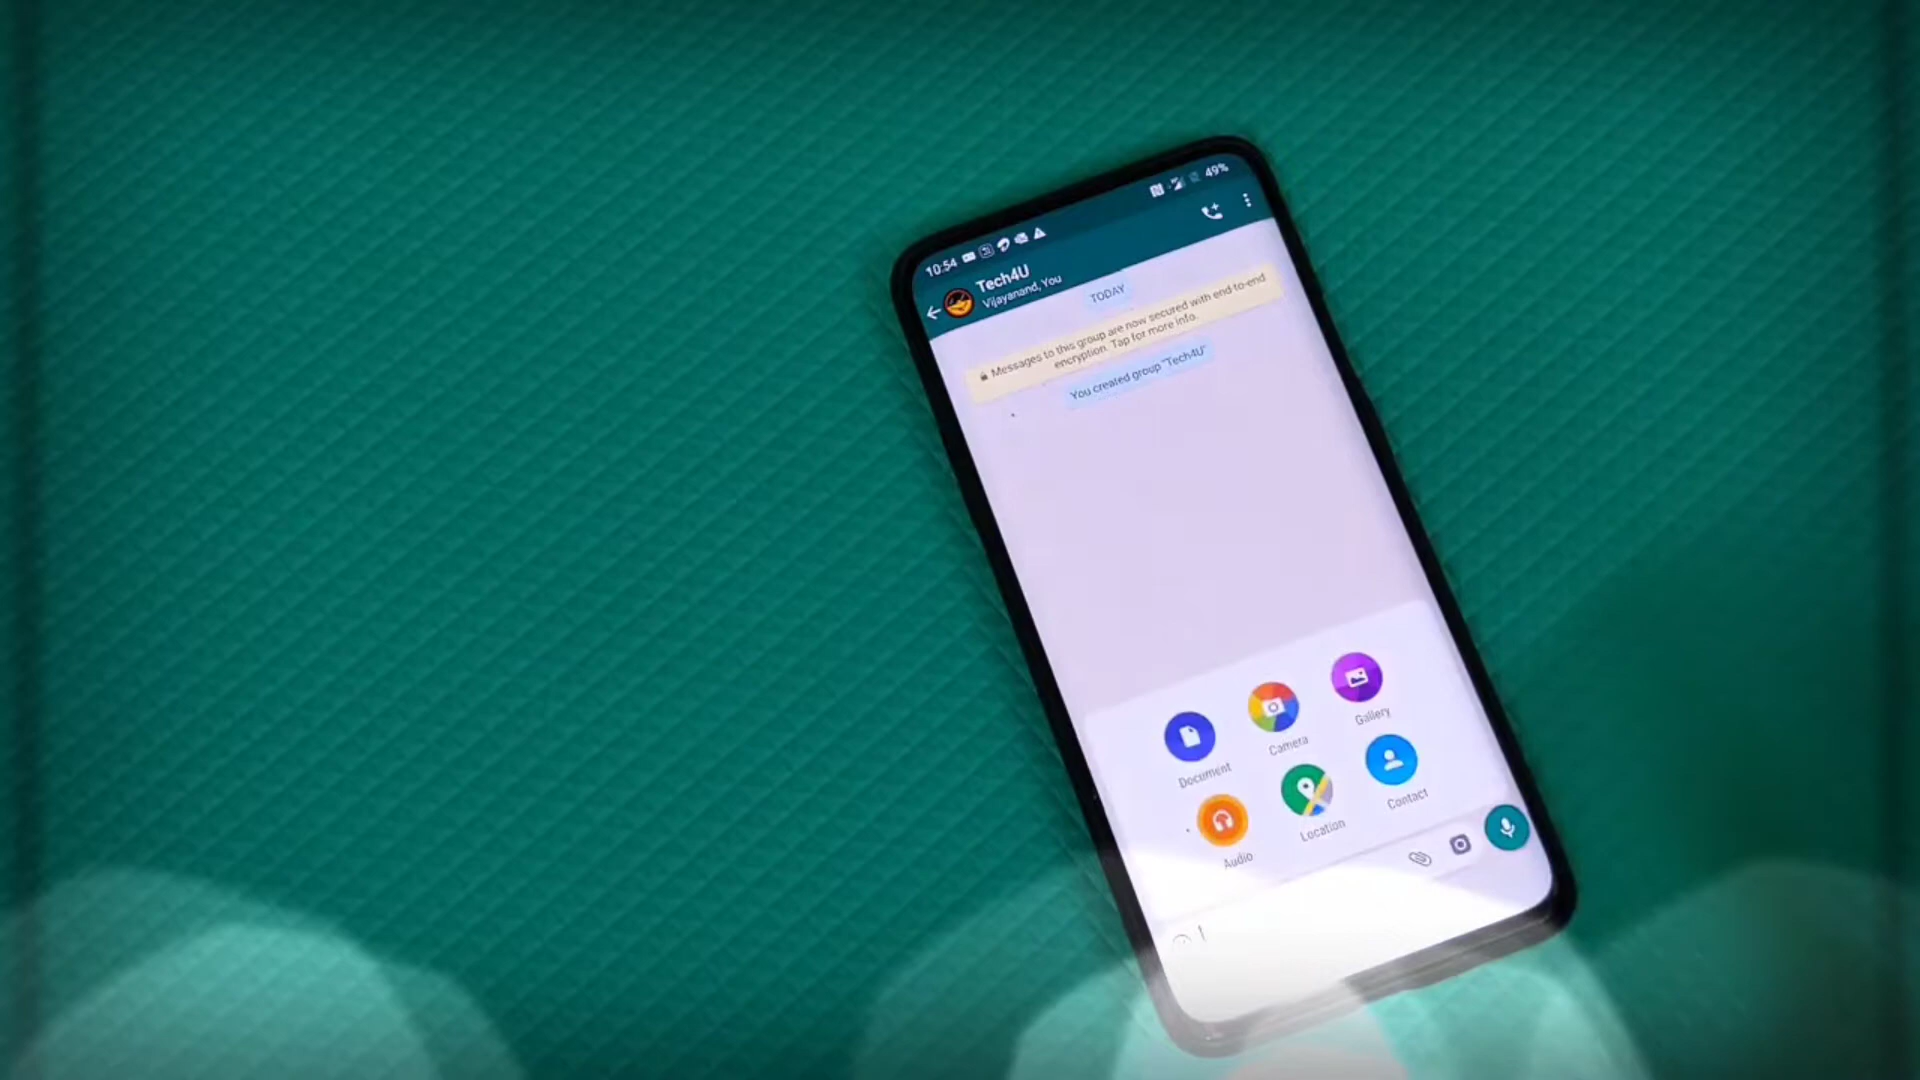 10:54
49%
Tech4U
Vijayanand, You
TODAY
Messages to this group are now secured with end-to-end
encryption. Tap for more info.
You created group "Tech4U"
Document
Camera
Gallery
Audio
Location
Contact